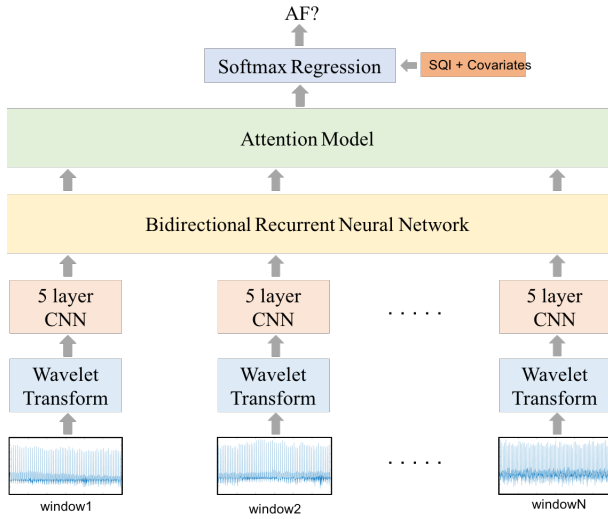 AF?
Softmax Regression
SQI + Covariates
Attention Model
Bidirectional Recurrent Neural Network
5 layer
CNN
5 layer
CNN
. . . . .
5 layer
CNN
Wavelet
Transform
Wavelet
Transform
Wavelet
Transform
. . . . .
window1
window2
windowN